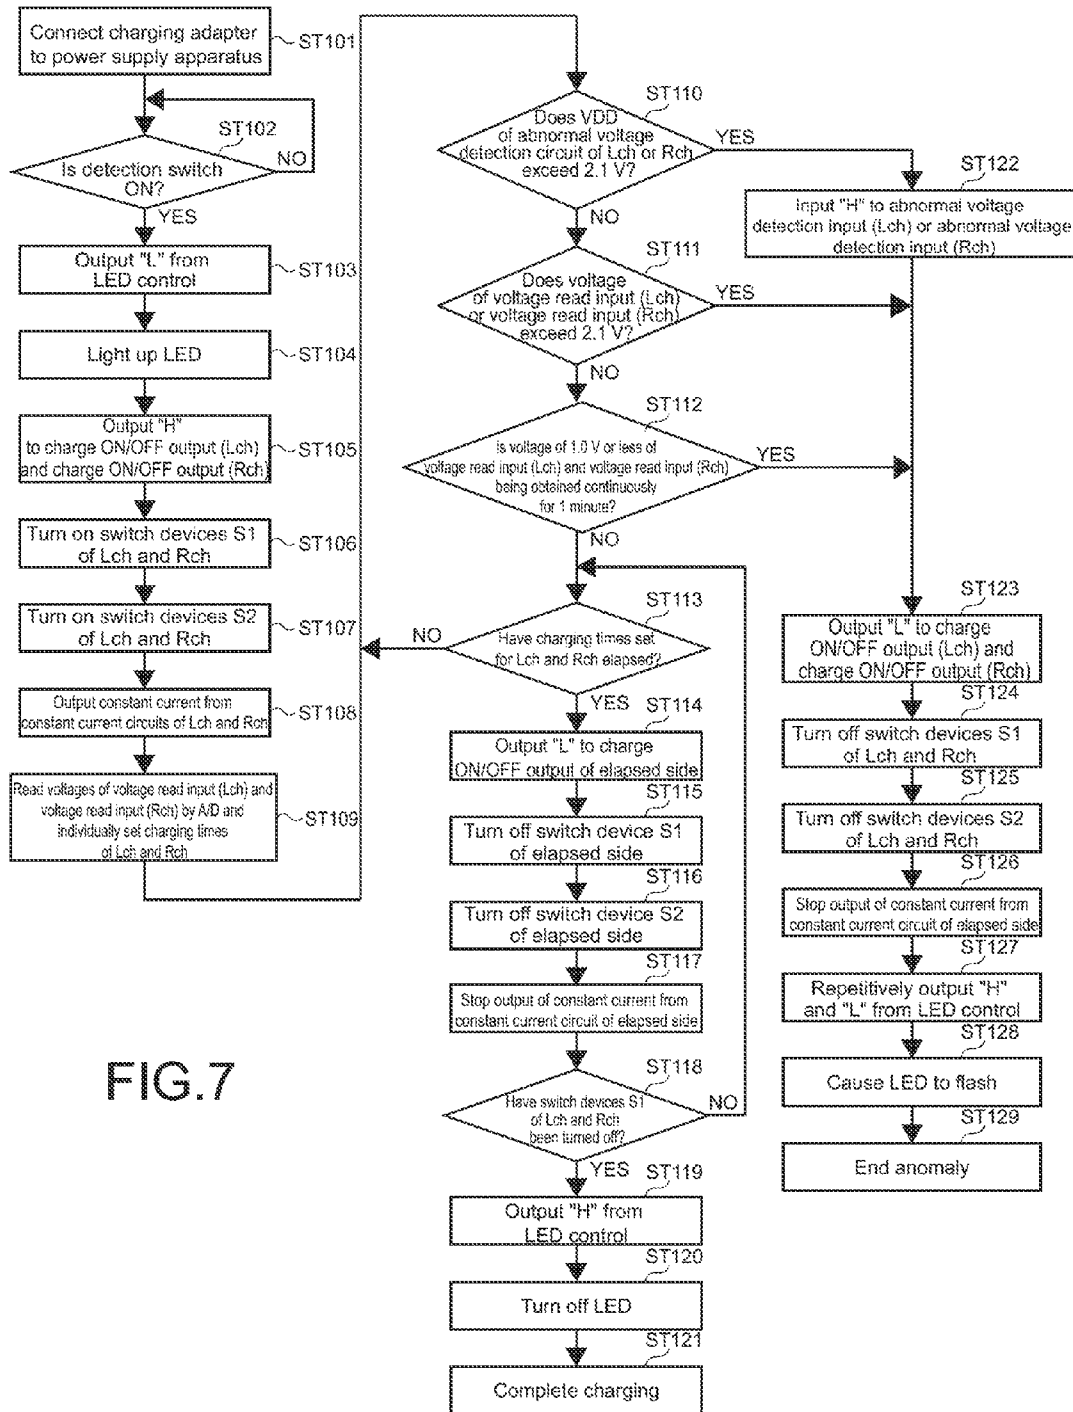 Connect charging adapter
to power supply apparatus
ST101
ST102
Is detection switch
ON?
NO
YES
Output "L" from
LED control
ST103
Light up LED
ST104
Output "H"
to charge ON/OFF output (Lch)
and charge ON/OFF output (Rch)
ST105
Turn on switch devices S1
of Lch and Rch
ST106
Turn on switch devices S2
of Lch and Rch
ST107
Output constant current from
constant current circuits of Lch and Rch
ST108
Read voltages of voltage read input (Lch) and
voltage read input (Rch) by A/D and
individually set charging times
of Lch and Rch
ST109
ST110
Does VDD
of abnormal voltage
detection circuit of Lch or Rch
exceed 2.1 V?
YES
NO
ST111
Does voltage
of voltage read input (Lch)
or voltage read input (Rch)
exceed 2.1 V?
YES
NO
ST112
Is voltage of 1.0 V or less of
voltage read input (Lch) and voltage read input (Rch)
being obtained continuously
for 1 minute?
YES
NO
ST113
Have charging times set
for Lch and Rch elapsed?
NO
YES
ST114
Output "L" to charge
ON/OFF output of elapsed side
ST115
Turn off switch device S1
of elapsed side
ST116
Turn off switch device S2
of elapsed side
ST117
Stop output of constant current from
constant current circuit of elapsed side
ST118
Have switch devices S1
of Lch and Rch
been turned off?
NO
YES
ST119
Output "H" from
LED control
ST120
Turn off LED
ST121
Complete charging
ST122
Input "H" to abnormal voltage
detection input (Lch) or abnormal voltage
detection input (Rch)
ST123
Output "L" to charge
ON/OFF output (Lch) and
charge ON/OFF output (Rch)
ST124
Turn off switch devices S1
of Lch and Rch
ST125
Turn off switch devices S2
of Lch and Rch
ST126
Stop output of constant current from
constant current circuit of elapsed side
ST127
Repetitively output "H"
and "L" from LED control
ST128
Cause LED to flash
ST129
End anomaly
FIG.7